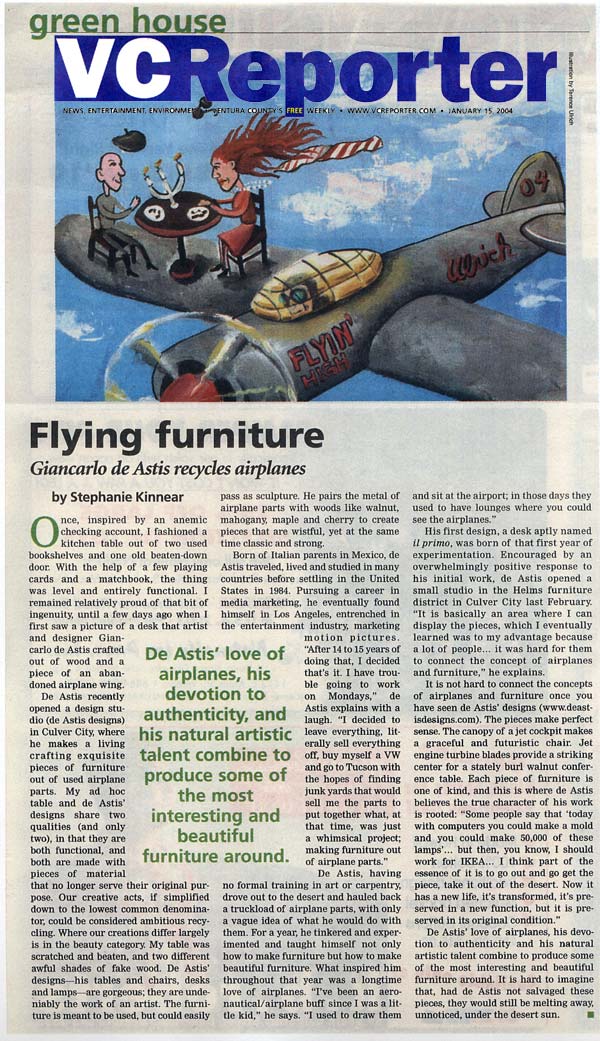 green house
VCReporter
NEWS, ENTERTAINMENT, ENVIRONMENT • VENTURA COUNTY'S FREE WEEKLY • WWW.VCREPORTER.COM • JANUARY 15, 2004
Illustration by Terence Ulrich
04
Ulrich
FLYIN'
HIGH
Flying furniture
Giancarlo de Astis recycles airplanes
by Stephanie Kinnear
Once, inspired by an anemic
checking account, I fashioned a
kitchen table out of two used
bookshelves and one old beaten-down
door. With the help of a few playing
cards and a matchbook, the thing
was level and entirely functional. I
remained relatively proud of that bit of
ingenuity, until a few days ago when I
first saw a picture of a desk that artist
and designer Gian-
carlo de Astis crafted
out of wood and a
piece of an aban-
doned airplane wing.
De Astis recently
opened a design stu-
dio (de Astis designs)
in Culver City, where
he makes a living
crafting exquisite
pieces of furniture
out of used airplane
parts. My ad hoc
table and de Astis'
designs share two
qualities (and only
two), in that they are
both functional, and
both are made with
pieces of material
that no longer serve their original pur-
pose. Our creative acts, if simplified
down to the lowest common denomina-
tor, could be considered ambitious recy-
cling. Where our creations differ largely
is in the beauty category. My table was
scratched and beaten, and two different
awful shades of fake wood. De Astis'
designs—his tables and chairs, desks
and lamps—are gorgeous; they are unde-
niably the work of an artist. The furni-
ture is meant to be used, but could easily
De Astis' love of
airplanes, his
devotion to
authenticity, and
his natural artistic
talent combine to
produce some of
the most
interesting and
beautiful
furniture around.
pass as sculpture. He pairs the metal of
airplane parts with woods like walnut,
mahogany, maple and cherry to create
pieces that are wistful, yet at the same
time classic and strong.
Born of Italian parents in Mexico, de
Astis traveled, lived and studied in many
countries before settling in the United
States in 1984. Pursuing a career in
media marketing, he eventually found
himself in Los Angeles, entrenched in
the entertainment industry, marketing
motion pictures.
"After 14 to 15 years of
doing that, I decided
that's it. I have trou-
ble going to work
on Mondays," de
Astis explains with a
laugh. "I decided to
leave everything, lit-
erally sell everything
off, buy myself a VW
and go to Tucson with
the hopes of finding
junk yards that would
sell me the parts to
put together what, at
that time, was just
a whimsical project;
making furniture out
of airplane parts."
De Astis, having
no formal training in art or carpentry,
drove out to the desert and hauled back
a truckload of airplane parts, with only
a vague idea of what he would do with
them. For a year, he tinkered and exper-
imented and taught himself not only
how to make furniture but how to make
beautiful furniture. What inspired him
throughout that year was a longtime
love of airplanes. "I've been an aero-
nautical/airplane buff since I was a lit-
tle kid," he says. "I used to draw them
and sit at the airport; in those days they
used to have lounges where you could
see the airplanes."
His first design, a desk aptly named
il primo, was born of that first year of
experimentation. Encouraged by an
overwhelmingly positive response to
his initial work, de Astis opened a
small studio in the Helms furniture
district in Culver City last February.
"It is basically an area where I can
display the pieces, which I eventually
learned was to my advantage because
a lot of people... it was hard for them
to connect the concept of airplanes
and furniture," he explains.
It is not hard to connect the concepts
of airplanes and furniture once you
have seen de Astis' designs (www.deast-
isdesigns.com). The pieces make perfect
sense. The canopy of a jet cockpit makes
a graceful and futuristic chair. Jet
engine turbine blades provide a striking
center for a stately burl walnut confer-
ence table. Each piece of furniture is
one of kind, and this is where de Astis
believes the true character of his work
is rooted: "Some people say that 'today
with computers you could make a mold
and you could make 50,000 of these
lamps'... but then, you know, I should
work for IKEA... I think part of the
essence of it is to go out and go get the
piece, take it out of the desert. Now it
has a new life, it's transformed, it's pre-
served in a new function, but it is pre-
served in its original condition."
De Astis' love of airplanes, his devo-
tion to authenticity and his natural
artistic talent combine to produce some
of the most interesting and beautiful
furniture around. It is hard to imagine
that, had de Astis not salvaged these
pieces, they would still be melting away,
unnoticed, under the desert sun.